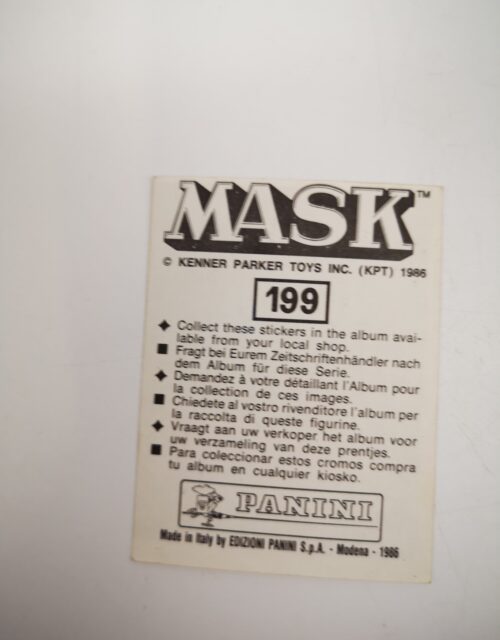 MASK™
© KENNER PARKER TOYS INC. (KPT) 1986
199
◆ Collect these stickers in the album avai-
lable from your local shop.
■ Fragt bei Eurem Zeitschriftenhändler nach
dem Album für diese Serie.
◆ Demandez à votre détaillant l'Album pour
la collection de ces images.
■ Chiedete al vostro rivenditore l'album per
la raccolta di queste figurine.
◆ Vraagt aan uw verkoper het album voor
uw verzameling van deze prentjes.
■ Para coleccionar estos cromos compra
tu album en cualquier kiosko.
PANINI
Made in Italy by EDIZIONI PANINI S.p.A. - Modena - 1986